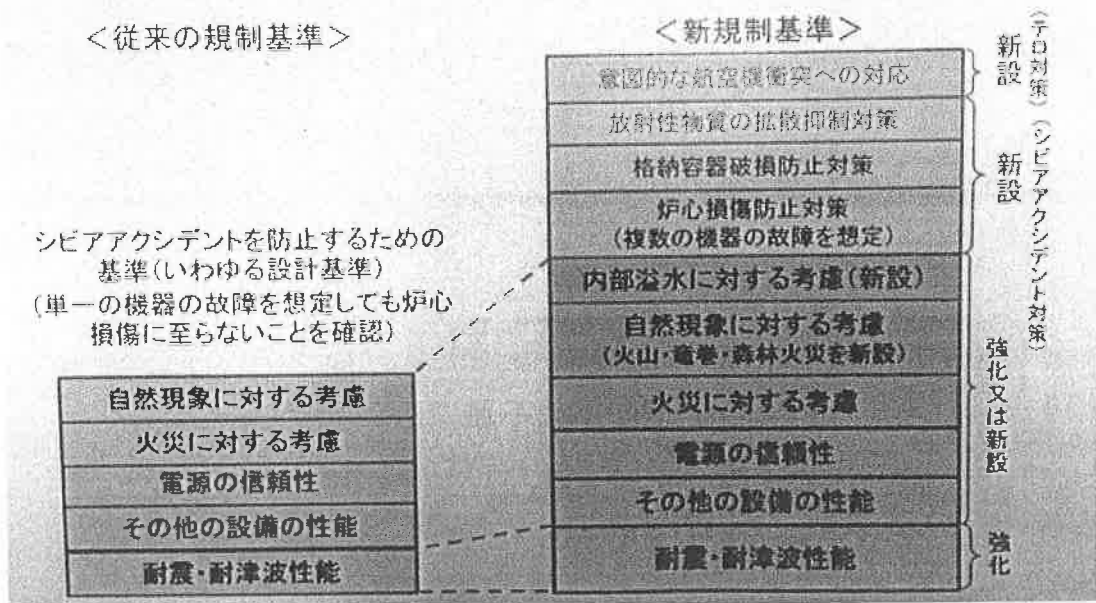 ＜従来の規制基準＞
シビアアクシデントを防止するための
基準(いわゆる設計基準)
(単一の機器の故障を想定しても炉心
損傷に至らないことを確認)
自然現象に対する考慮
火災に対する考慮
電源の信頼性
その他の設備の性能
耐震・耐津波性能
＜新規制基準＞
意図的な航空機衝突への対応
放射性物質の拡散抑制対策
格納容器破損防止対策
炉心損傷防止対策
(複数の機器の故障を想定)
内部溢水に対する考慮(新設)
自然現象に対する考慮
(火山・竜巻・森林火災を新設)
火災に対する考慮
電源の信頼性
その他の設備の性能
耐震・耐津波性能
新設
(テロ対策)
新設
(シビアアクシデント対策)
強化又は新設
強化